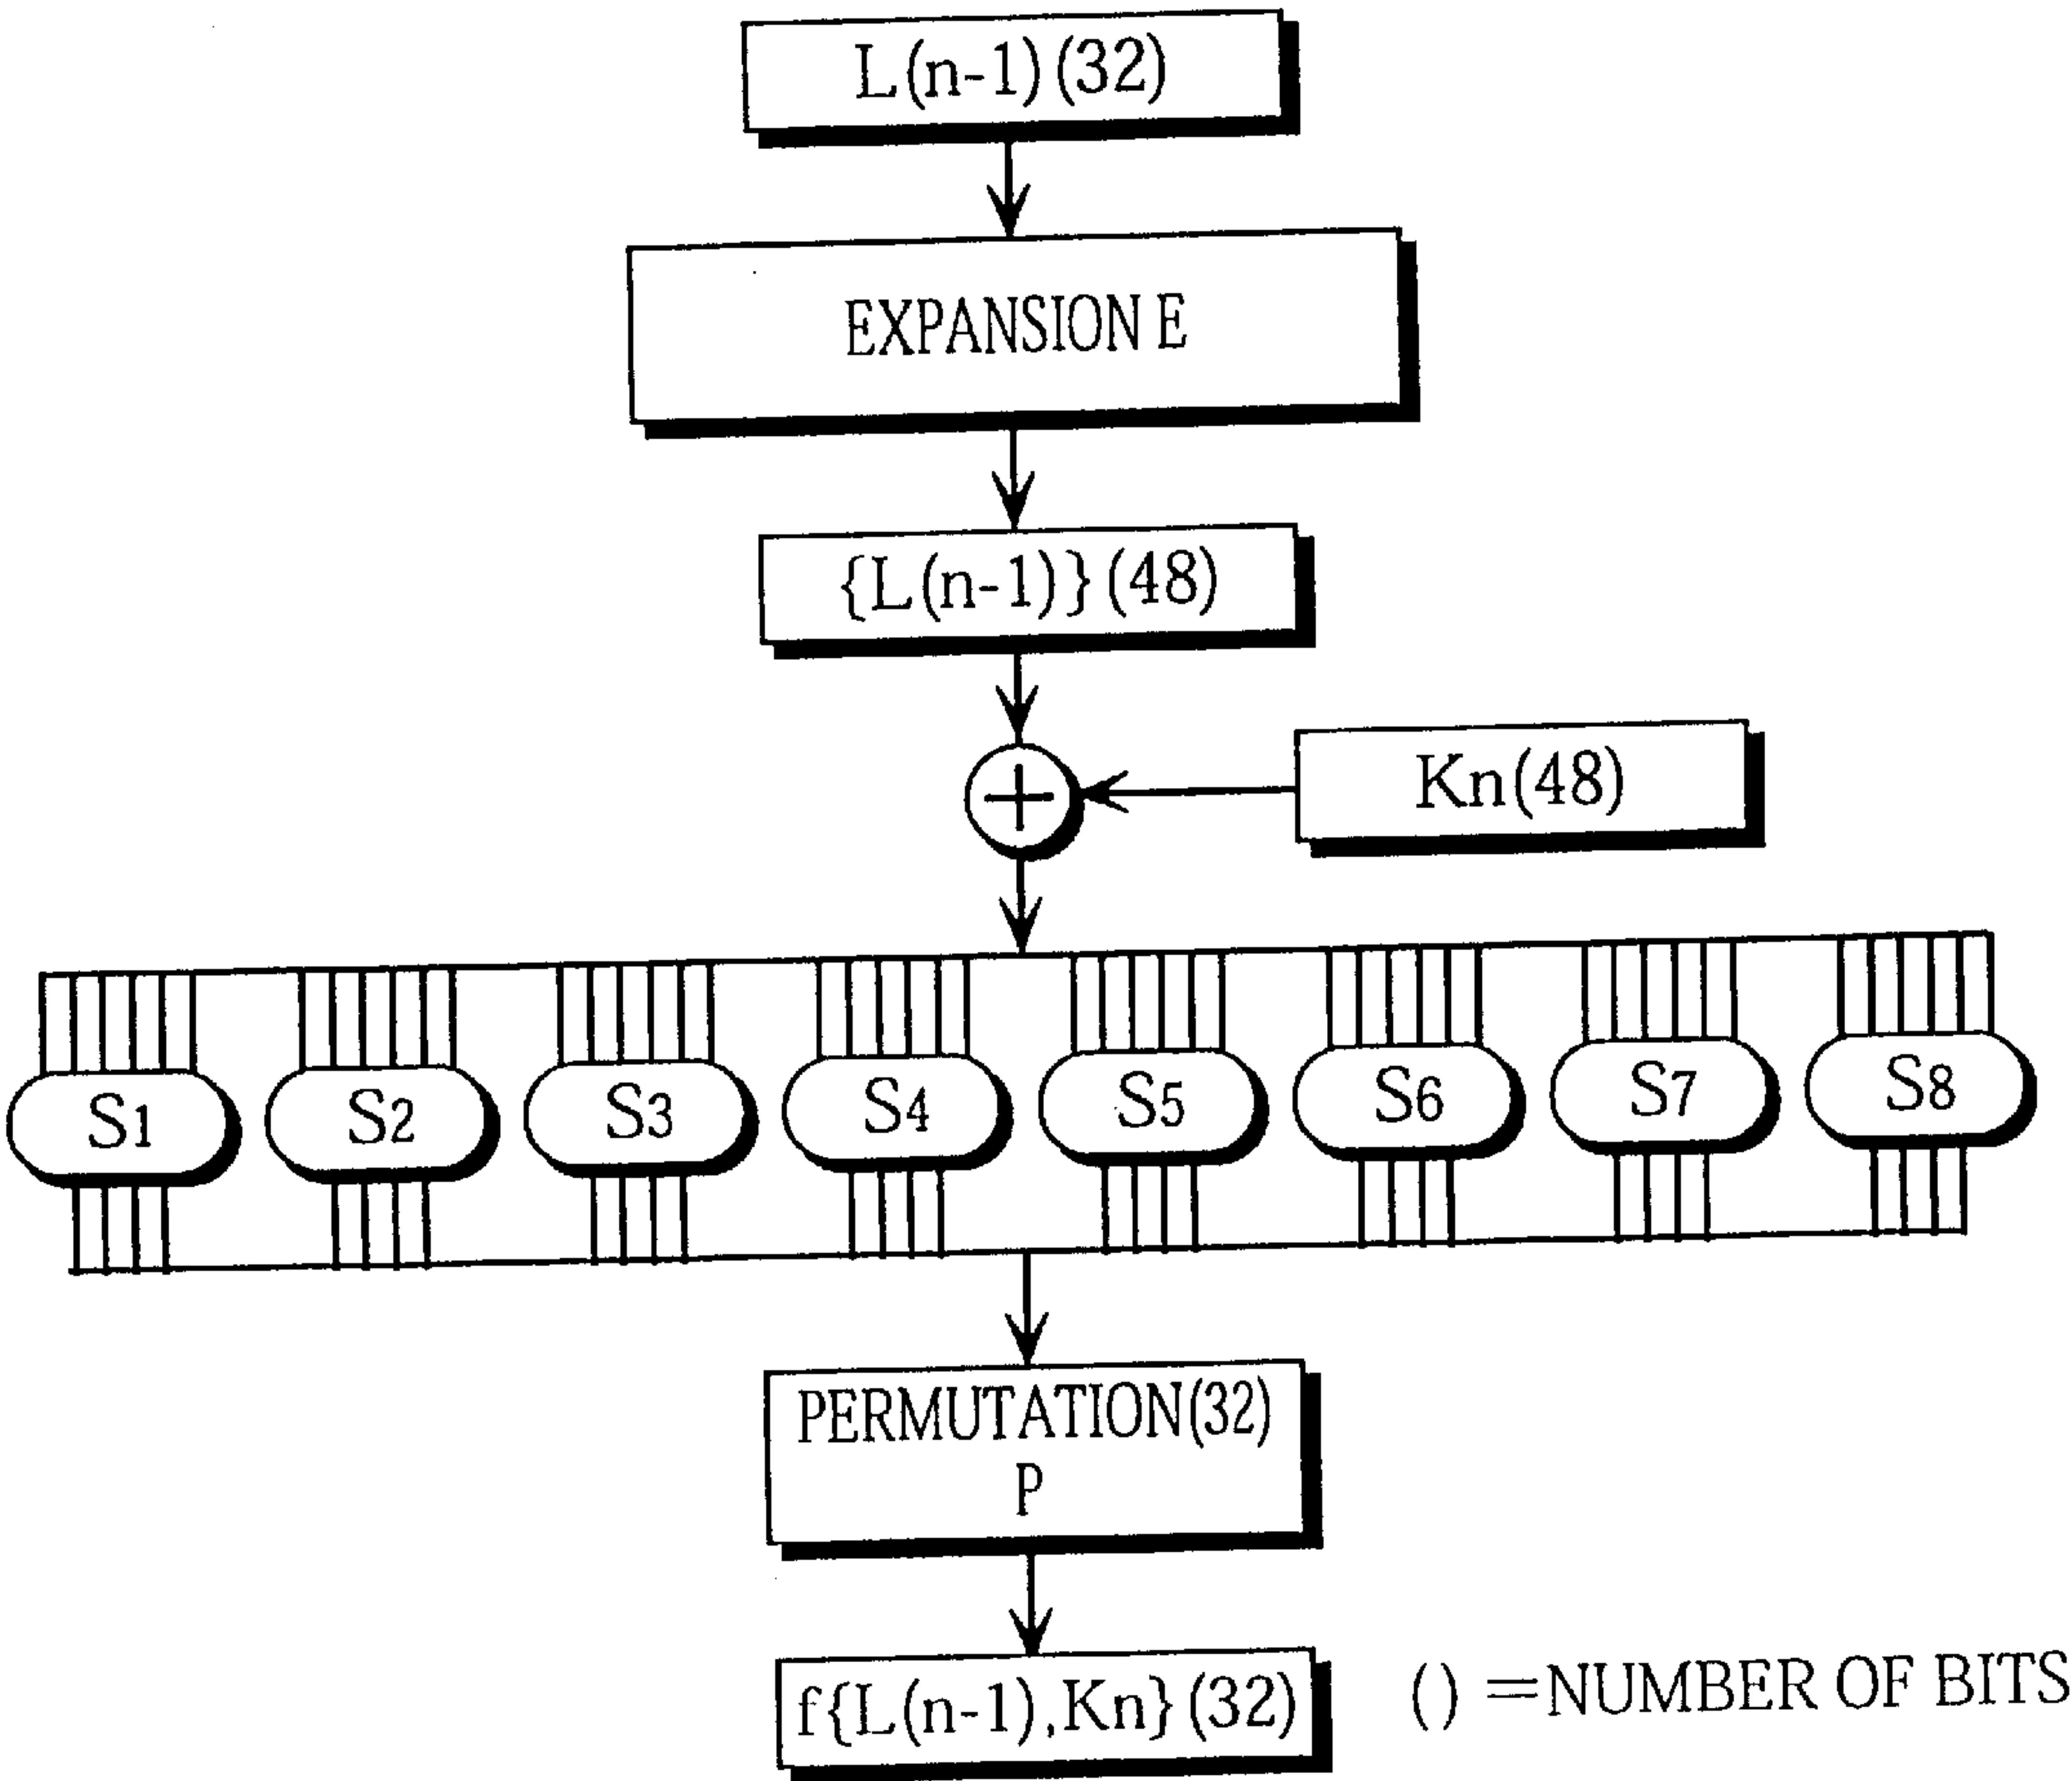 L(n-1)(32)
EXPANSION E
{L(n-1)}(48)
Kn(48)
S1 S2 S3 S4 S5 S6 S7 S8
PERMUTATION(32)
P
f{L(n-1),Kn}(32)
( ) =NUMBER OF BITS